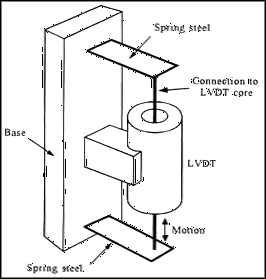 Spring steel
Connection to
LVDT core
Base
LVDT
Motion
Spring steel